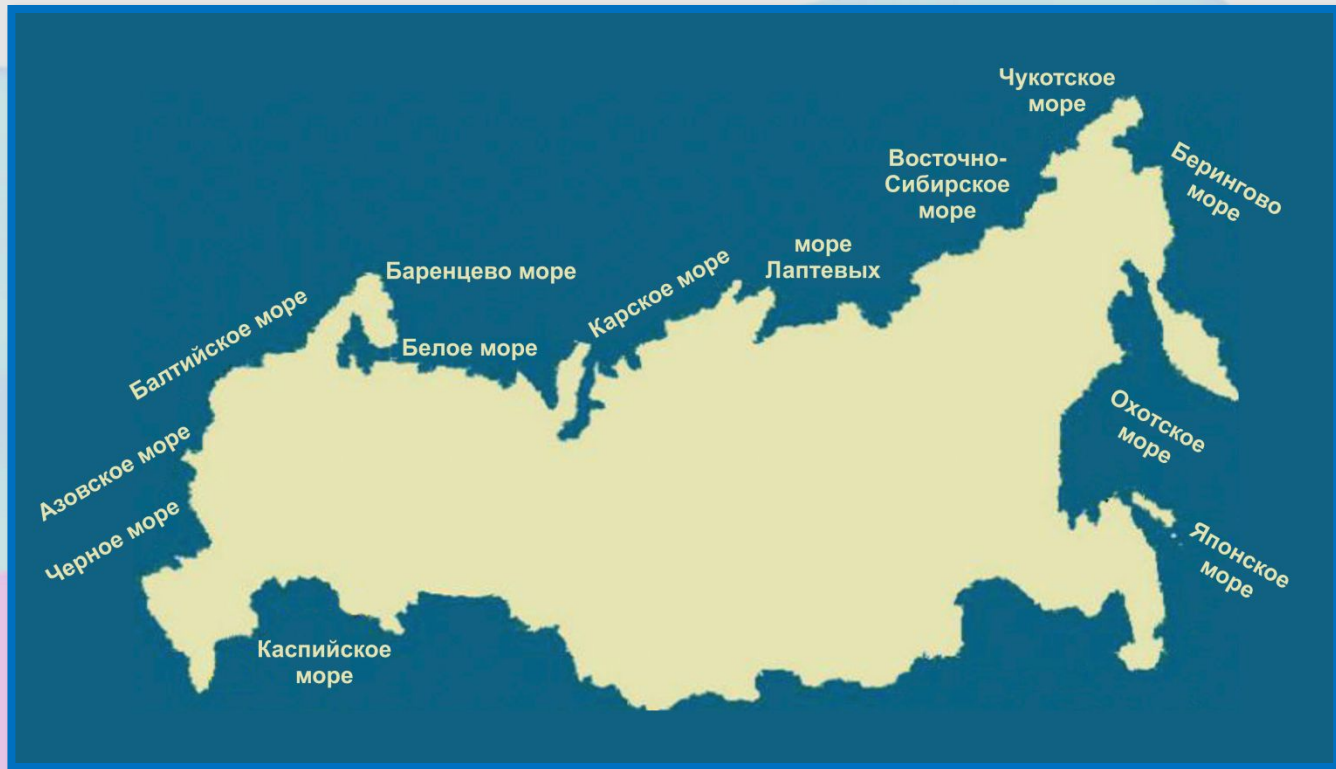 Чукотское
море
Восточно-
Сибирское
море
Берингово
море
море
Лаптевых
Карское море
Баренцево море
Балтийское море
Белое море
Охотское
море
Азовское море
Черное море
Японское
море
Каспийское
море